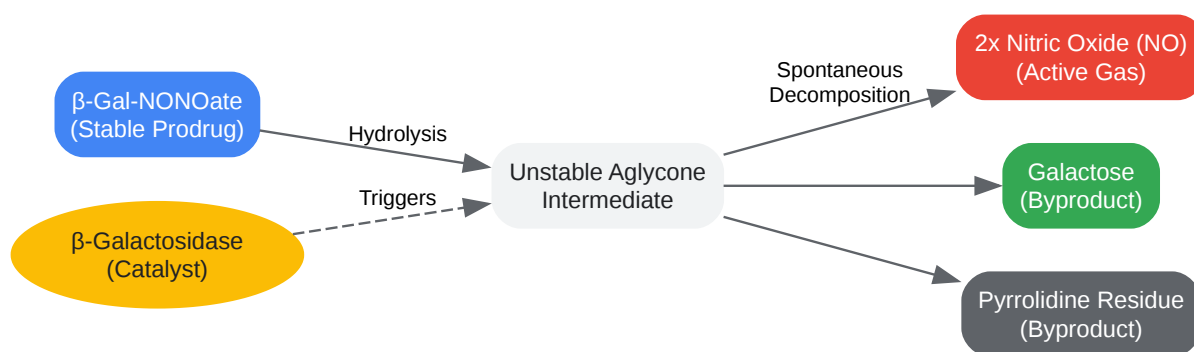 β-Gal-NONOate
(Stable Prodrug)
Hydrolysis
β-Galactosidase
(Catalyst)
Triggers
Unstable Aglycone
Intermediate
Spontaneous
Decomposition
2x Nitric Oxide (NO)
(Active Gas)
Galactose
(Byproduct)
Pyrrolidine Residue
(Byproduct)